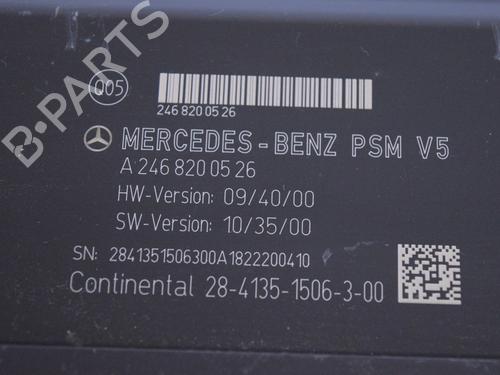 B-PARTS
Q05
246 820 05 26
MERCEDES-BENZ PSM V5
A 246 820 05 26
HW-Version: 09/40/00
SW-Version: 10/35/00
SN: 2841351506300A1822200410
Continental 28-4135-1506-3-00